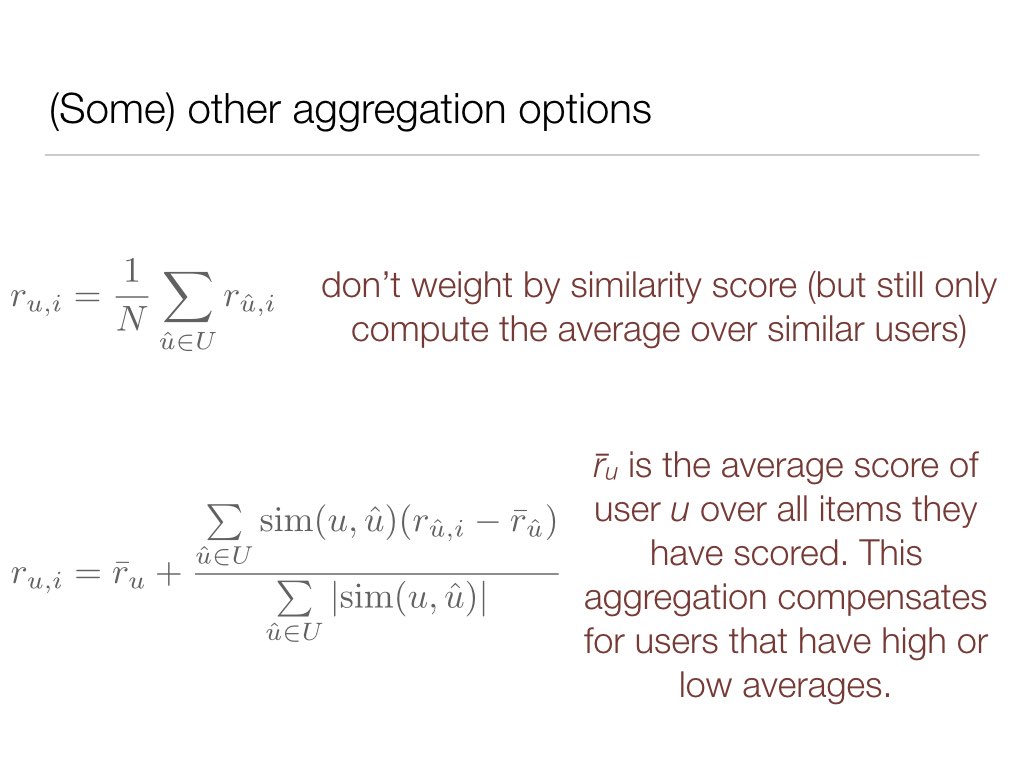 (Some) other aggregation options
r_{u,i} = \frac{1}{N} \sum_{\hat{u} \in U} r_{\hat{u},i}
don’t weight by similarity score (but still only
compute the average over similar users)
r_{u,i} = \bar{r}_u + \frac{\sum_{\hat{u} \in U} \text{sim}(u, \hat{u})(r_{\hat{u},i} - \bar{r}_{\hat{u}})}{\sum_{\hat{u} \in U} |\text{sim}(u, \hat{u})|}
r̄ᵤ is the average score of
user u over all items they
have scored. This
aggregation compensates
for users that have high or
low averages.